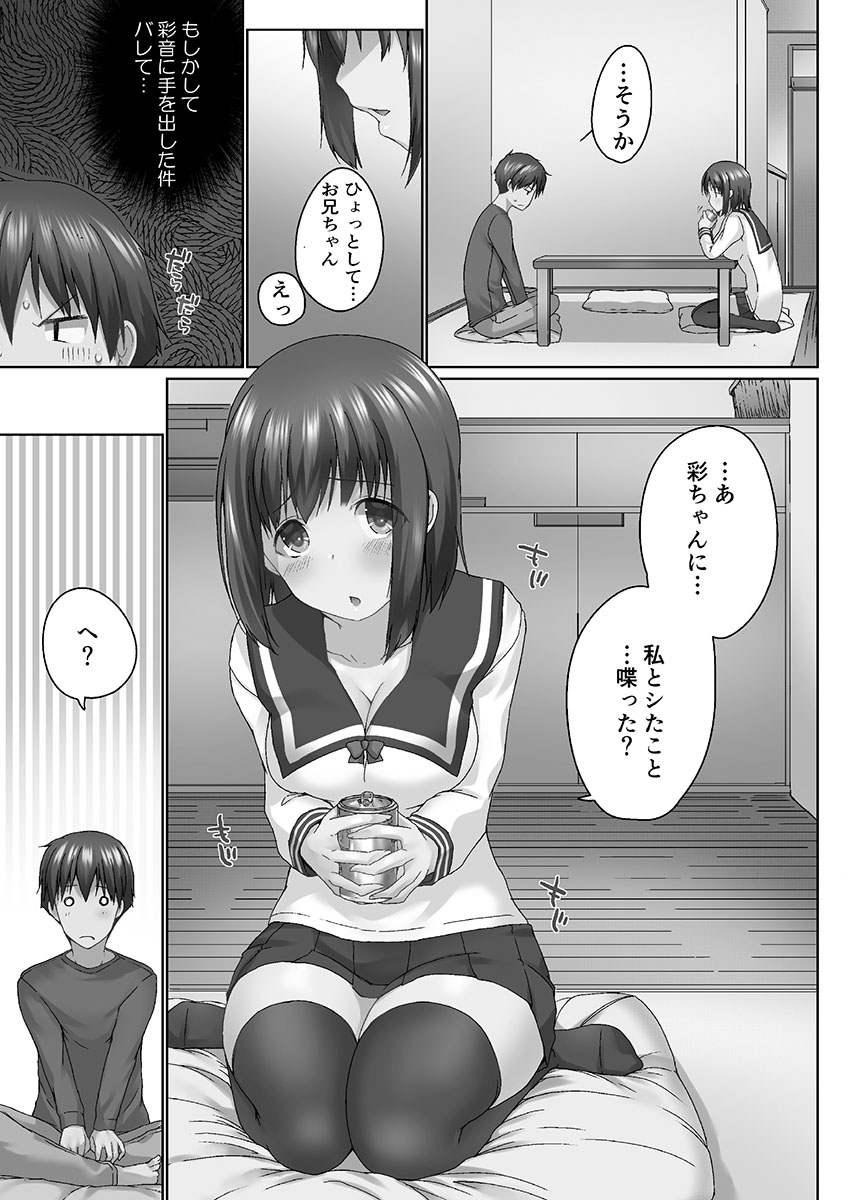 …そうか
ひょっとして…
お兄ちゃん
えっ
もしかして
彩音に手を出した件
バレて…
だらだら
…あ
彩ちゃんに…
私とシたこと
…喋った？
もじ
もじ
もじ
へ？